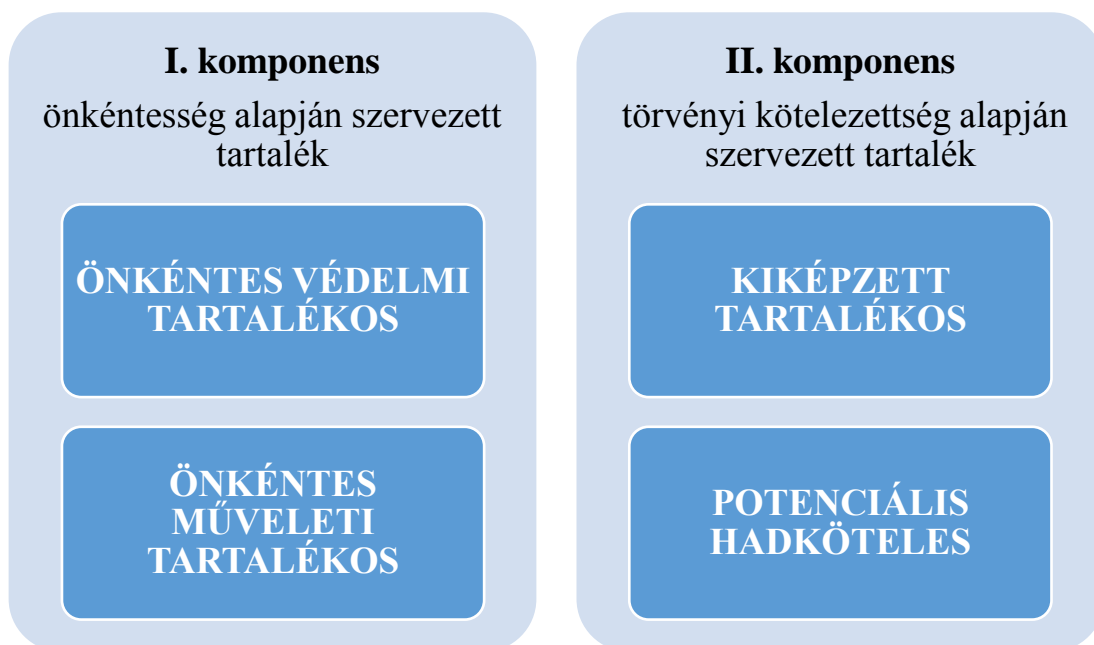 I. komponens
önkéntesség alapján szervezett
tartalék
ÖNKÉNTES VÉDELMI
TARTALÉKOS
ÖNKÉNTES
MŰVELETI
TARTALÉKOS
II. komponens
törvényi kötelezettség alapján
szervezett tartalék
KIKÉPZETT
TARTALÉKOS
POTENCIÁLIS
HADKÖTELES